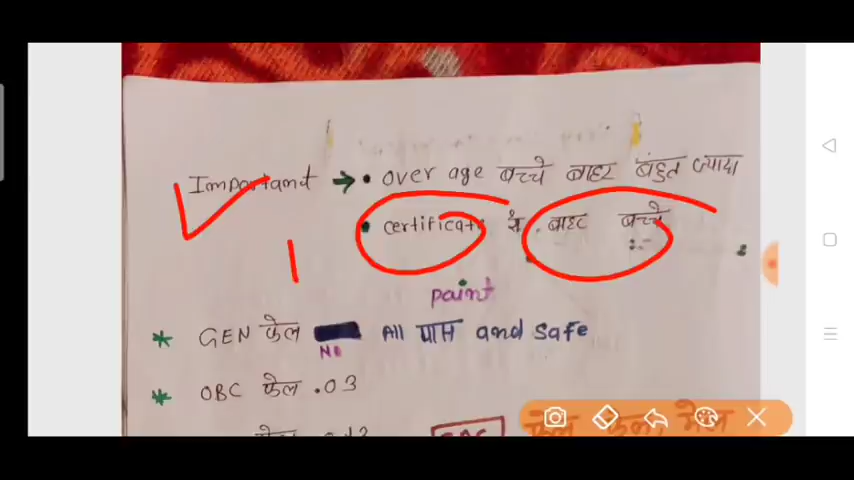 Importand → • over age बच्चे बाहर बहुत ज्यादा
• certificate से . बाहर बच्चे
paint
* GEN फेल All पास and safe
NO
* OBC फेल .03
फेल